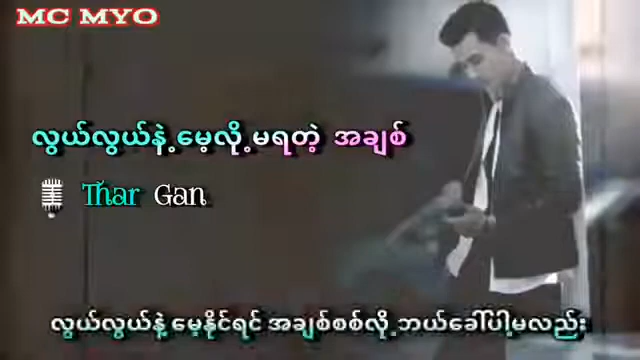 MC MYO
လွယ်လွယ်နဲ့မေ့လို့မရတဲ့ အချစ်
Thar Gan
လွယ်လွယ်နဲ့ မေ့နိုင်ရင် အချစ်စစ်လို့ဘယ်ခေါ်ပါ့မလည်း